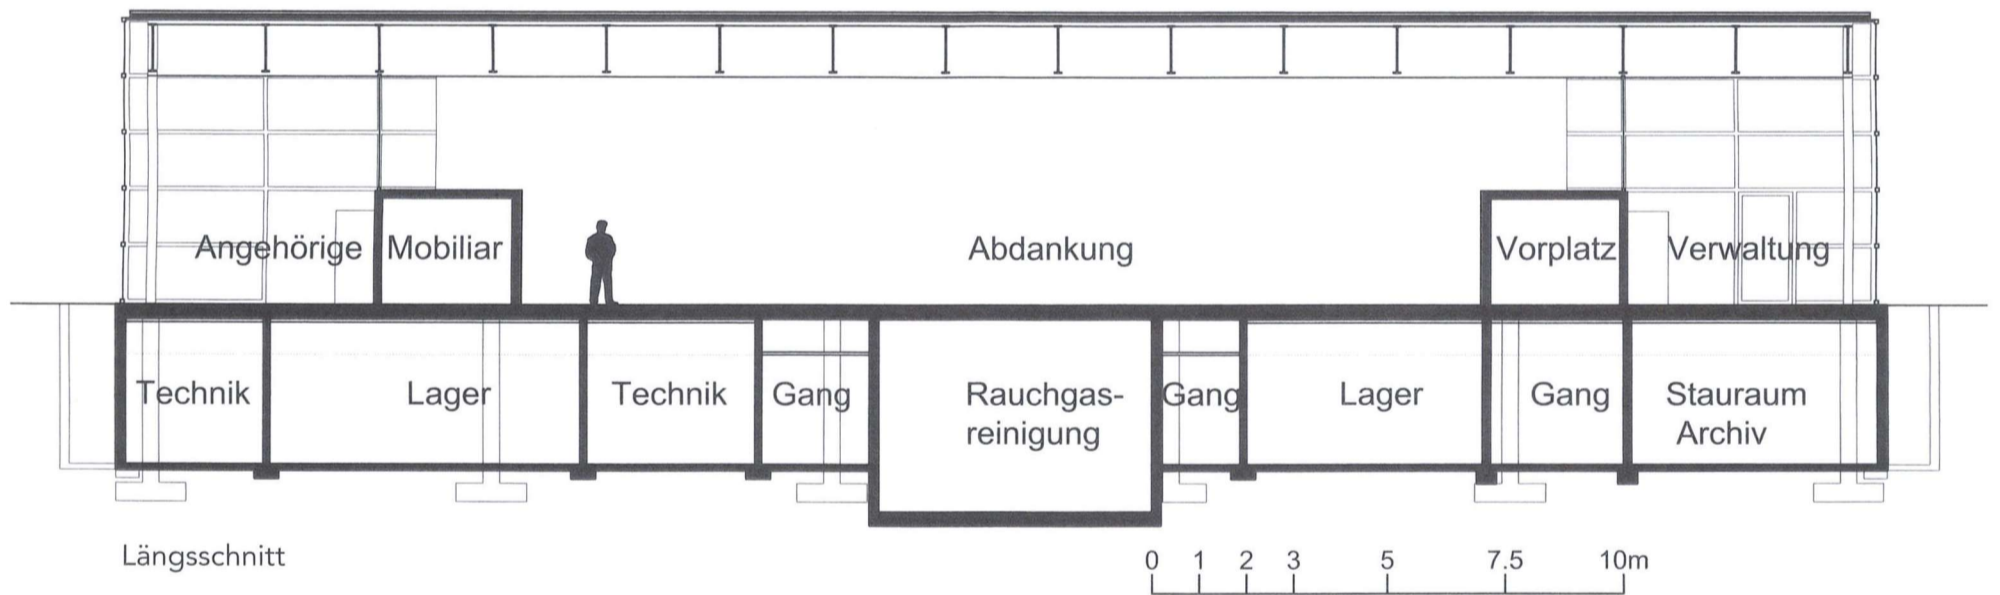 Angehörige Mobiliar Abdankung Vorplatz Verwaltung
Technik Lager Technik Gang Rauchgas- Gang Lager Gang Stauraum
reinigung Archiv
Längsschnitt
0 1 2 3 5 7.5 10m